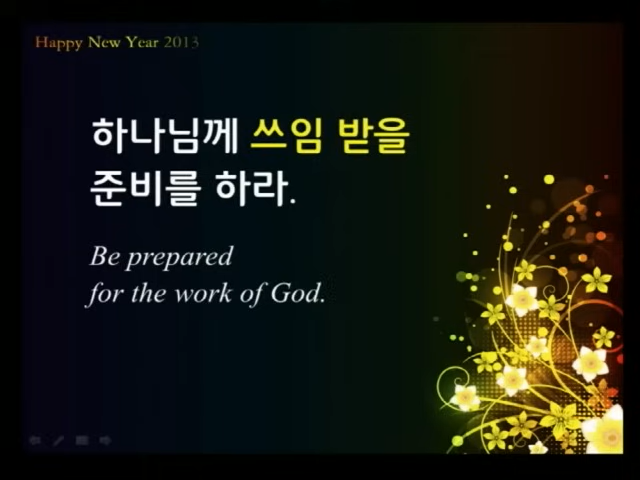 Happy New Year 2013
하나님께 쓰임 받을
준비를 하라.
Be prepared
for the work of God.